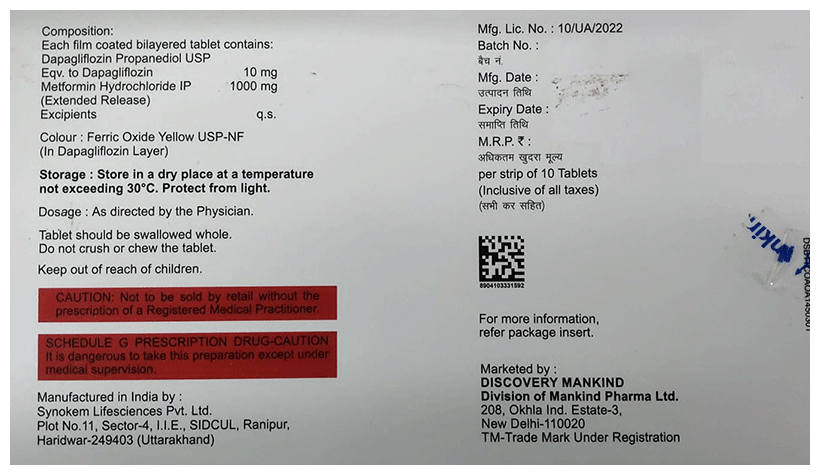 Composition:
Each film coated bilayered tablet contains:
Dapagliflozin Propanediol USP
Eqv. to Dapagliflozin 10 mg
Metformin Hydrochloride IP 1000 mg
(Extended Release)
Excipients q.s.
Colour : Ferric Oxide Yellow USP-NF
(In Dapagliflozin Layer)
Storage : Store in a dry place at a temperature
not exceeding 30°C. Protect from light.
Dosage : As directed by the Physician.
Tablet should be swallowed whole.
Do not crush or chew the tablet.
Keep out of reach of children.
CAUTION: Not to be sold by retail without the
prescription of a Registered Medical Practitioner.
SCHEDULE G PRESCRIPTION DRUG-CAUTION
It is dangerous to take this preparation except under
medical supervision.
Manufactured in India by :
Synokem Lifesciences Pvt. Ltd.
Plot No.11, Sector-4, I.I.E., SIDCUL, Ranipur,
Haridwar-249403 (Uttarakhand)
Mfg. Lic. No. : 10/UA/2022
Batch No. :
बैच नं.
Mfg. Date :
उत्पादन तिथि
Expiry Date :
समाप्ति तिथि
M.R.P. ₹ :
अधिकतम खुदरा मूल्य
per strip of 10 Tablets
(Inclusive of all taxes)
(सभी कर सहित)
8904103331592
For more information,
refer package insert.
Marketed by :
DISCOVERY MANKIND
Division of Mankind Pharma Ltd.
208, Okhla Ind. Estate-3,
New Delhi-110020
TM-Trade Mark Under Registration